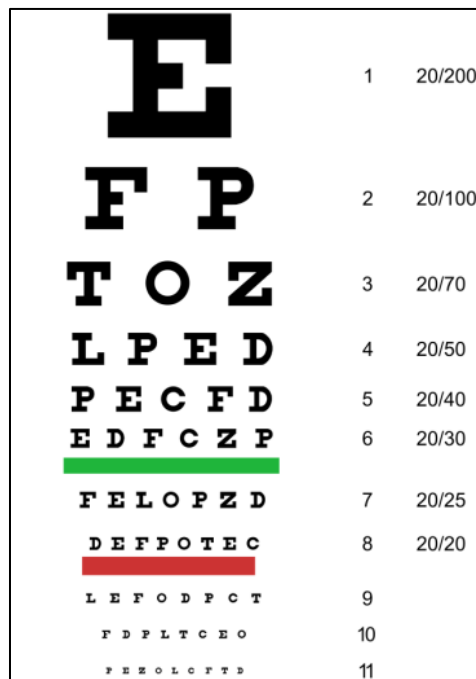 E 1 20/200
F P 2 20/100
T O Z 3 20/70
L P E D 4 20/50
P E C F D 5 20/40
E D F C Z P 6 20/30
F E L O P Z D 7 20/25
D E F P O T E C 8 20/20
L E F O D P C T 9
F D P L T C E O 10
P E Z O L C F T D 11